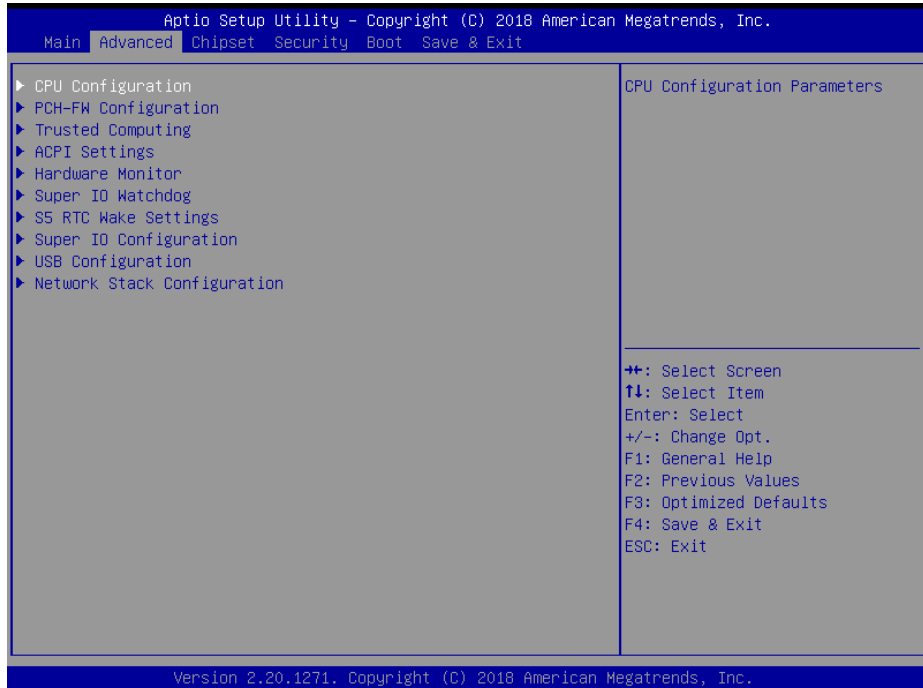 Aptio Setup Utility – Copyright (C) 2018 American Megatrends, Inc.
Main Advanced Chipset Security Boot Save & Exit
▶ CPU Configuration
▶ PCH-FW Configuration
▶ Trusted Computing
▶ ACPI Settings
▶ Hardware Monitor
▶ Super IO Watchdog
▶ S5 RTC Wake Settings
▶ Super IO Configuration
▶ USB Configuration
▶ Network Stack Configuration
CPU Configuration Parameters
→←: Select Screen
↑↓: Select Item
Enter: Select
+/-: Change Opt.
F1: General Help
F2: Previous Values
F3: Optimized Defaults
F4: Save & Exit
ESC: Exit
Version 2.20.1271. Copyright (C) 2018 American Megatrends, Inc.